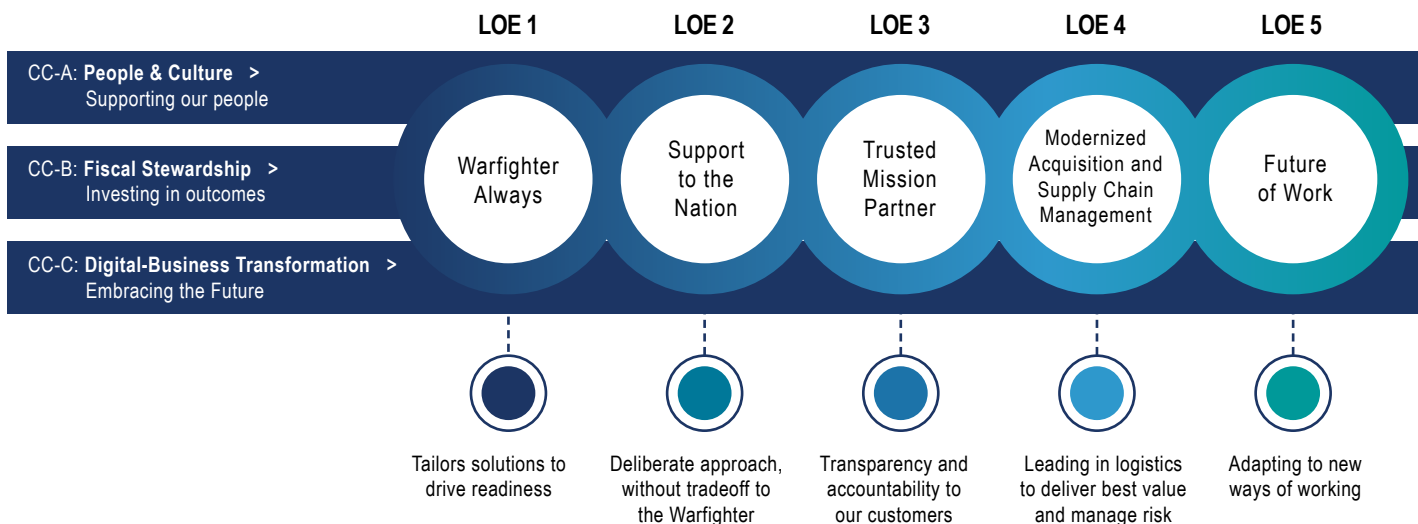 LOE 1
LOE 2
LOE 3
LOE 4
LOE 5
CC-A: People & Culture >
Supporting our people
CC-B: Fiscal Stewardship >
Investing in outcomes
CC-C: Digital-Business Transformation >
Embracing the Future
Warfighter
Always
Support
to the
Nation
Trusted
Mission
Partner
Modernized
Acquisition and
Supply Chain
Management
Future
of Work
Tailors solutions to
drive readiness
Deliberate approach,
without tradeoff to
the Warfighter
Transparency and
accountability to
our customers
Leading in logistics
to deliver best value
and manage risk
Adapting to new
ways of working